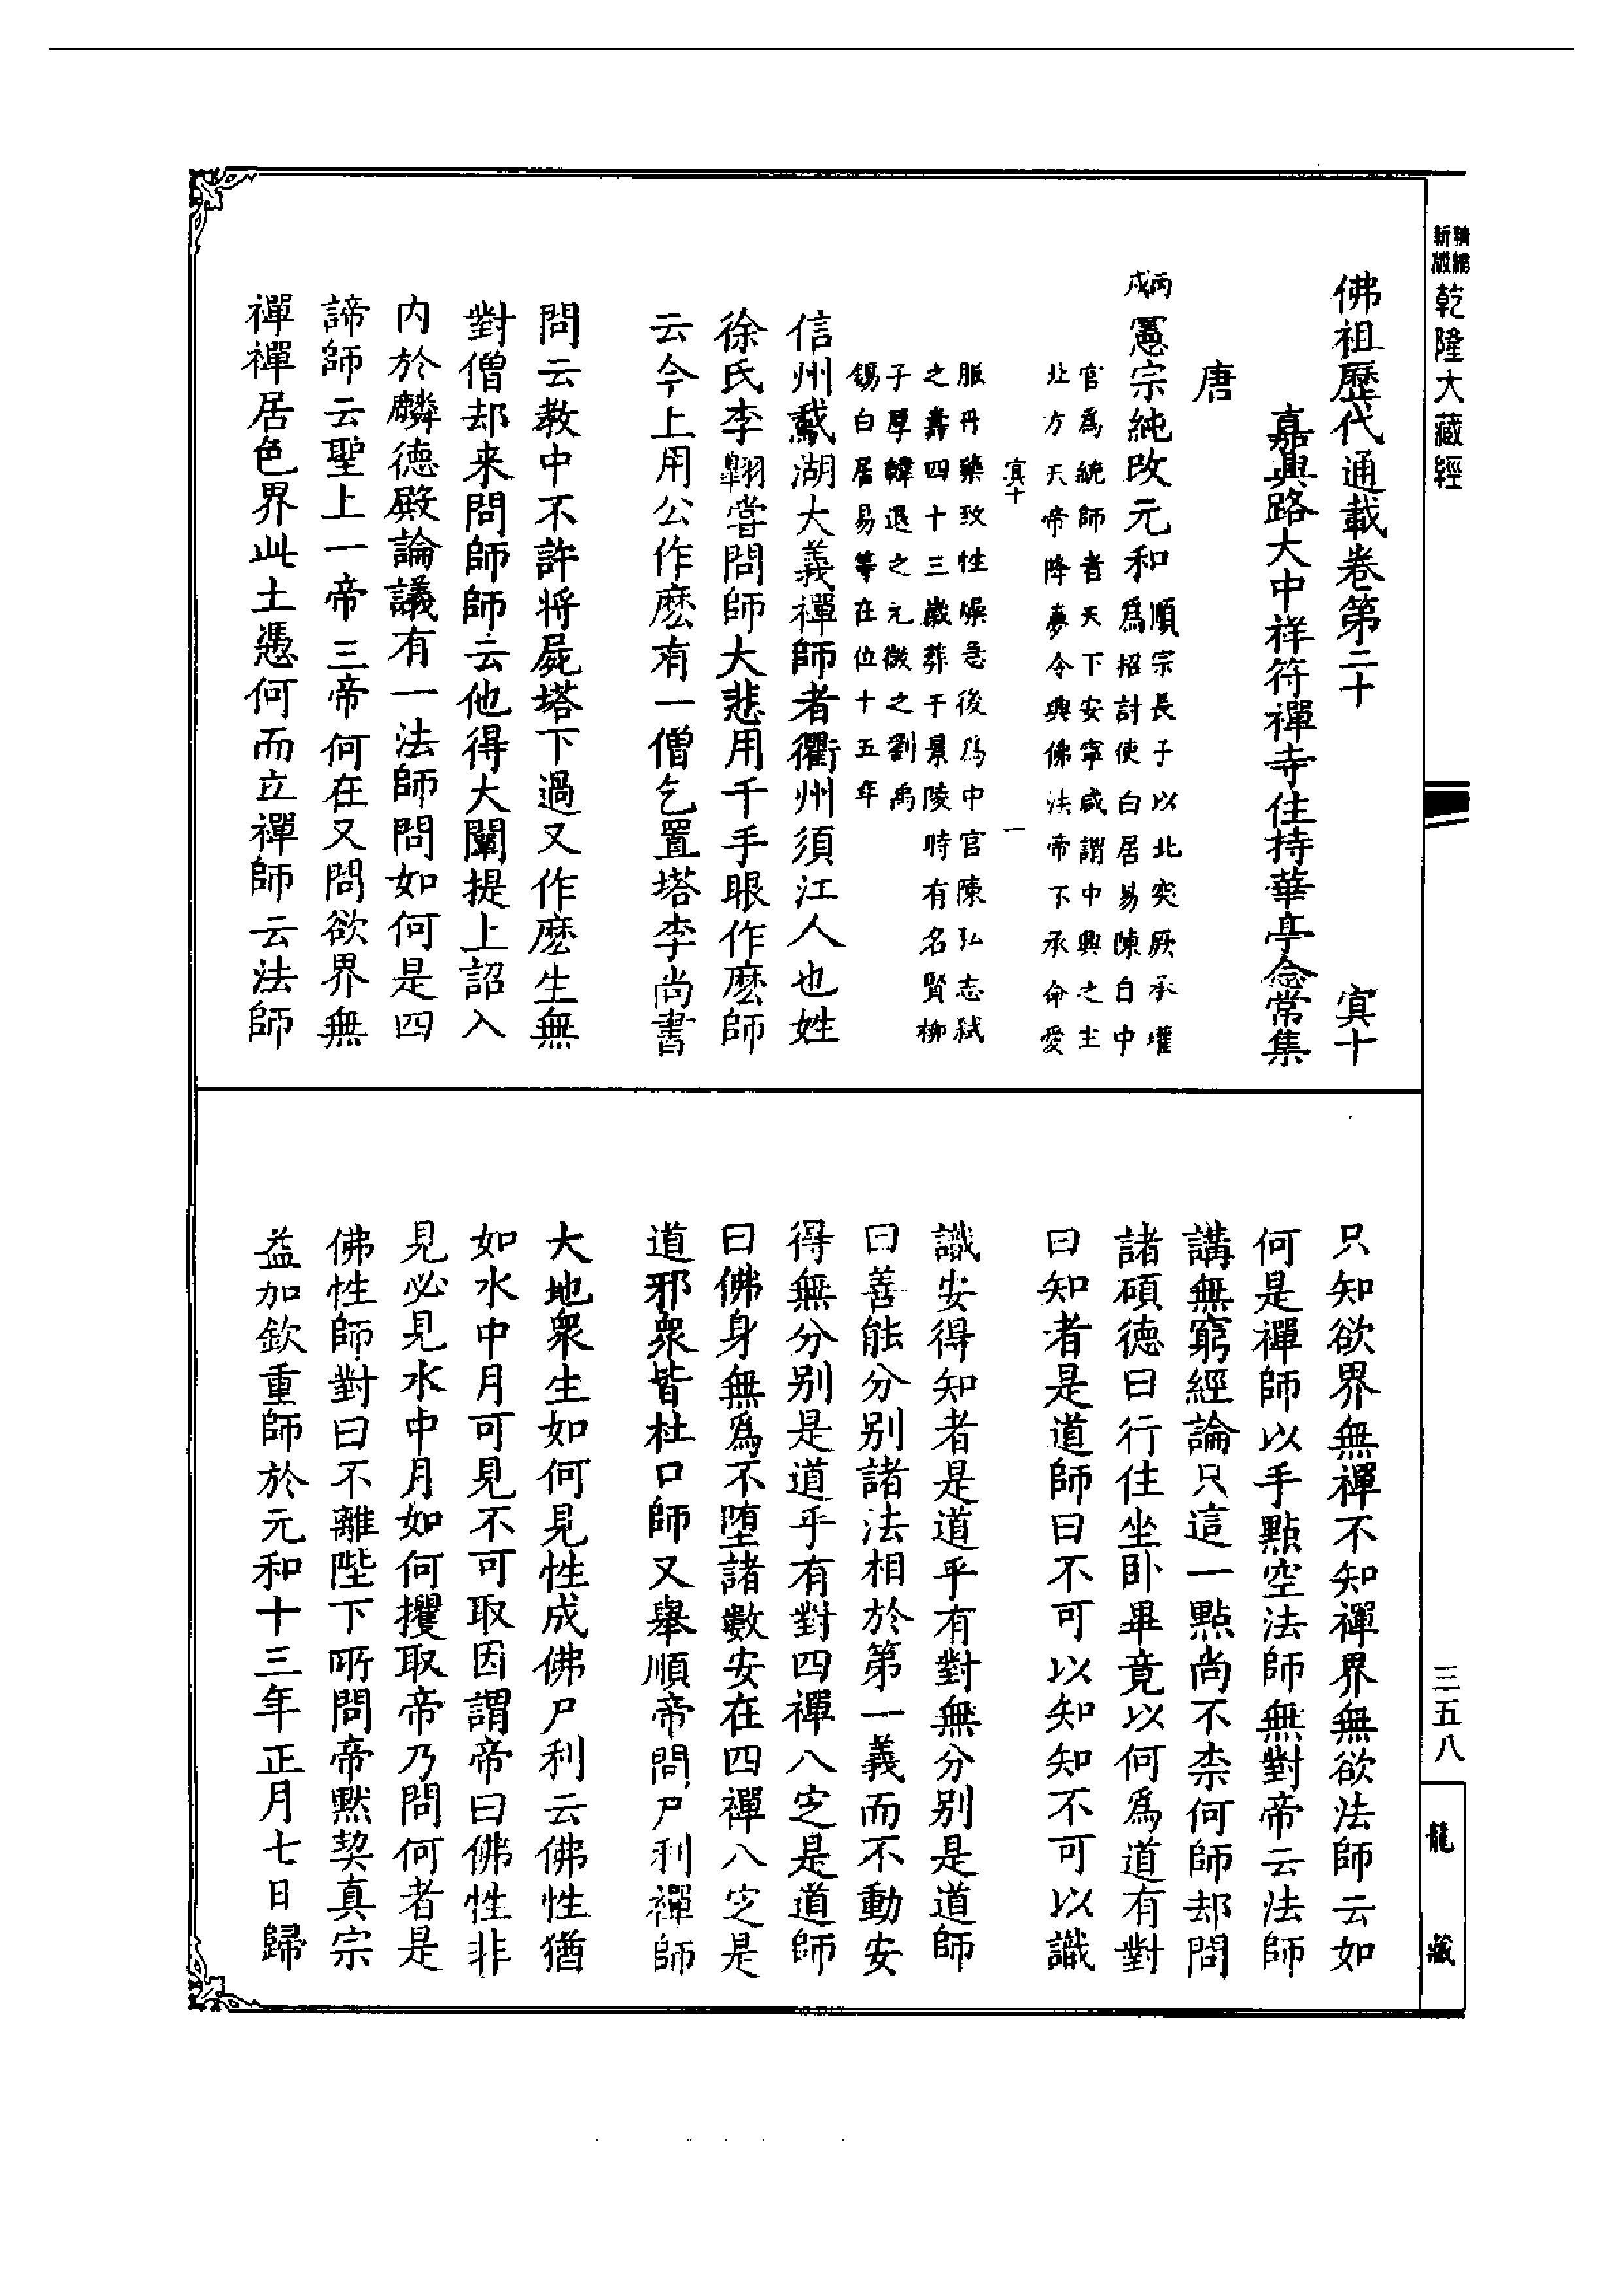 精縮
新版
乾隆大藏經
佛祖歷代通載卷第二十　寘十
嘉興路大中祥符禪寺住持華亭念常集
唐
丙戌
憲宗純改元和
順宗長子以北突厥承瓘
為招討使白居易陳白中
官為統師者天下安寧咸謂中興之主
北方天帝降夢令興佛法帝下承命愛
寘十　一
服丹藥致性燥急後為中官陳弘志弒
之壽四十三歲葬于景陵時有名賢柳
子厚韓退之元微之劉禹
錫白居易等在位十五年
信州鵞湖大義禪師者衢州須江人也姓
徐氏李翱甞問師大悲用千手眼作麽師
云今上用公作麽有一僧乞置塔李尚書
問云教中不許将屍塔下過又作麽生無
對僧却来問師師云他得大闡提上詔入
内於麟德殿論議有一法師問如何是四
諦師云聖上一帝三帝何在又問欲界無
禪禪居色界此土憑何而立禪師云法師
只知欲界無禪不知禪界無欲法師云如
何是禪師以手點空法師無對帝云法師
講無窮經論只這一點尚不柰何師却問
諸碩德曰行住坐卧畢竟以何為道有對
曰知者是道師曰不可以知知不可以識
識安得知者是道乎有對無分别是道師
曰善能分别諸法相於第一義而不動安
得無分别是道乎有對四禪八定是道師
曰佛身無為不堕諸數安在四禪八定是
道邪衆皆杜口師又舉順帝問尸利禪師
大地衆生如何見性成佛尸利云佛性猶
如水中月可見不可取因謂帝曰佛性非
見必見水中月如何攫取帝乃問何者是
佛性師對曰不離陛下所問帝黙契真宗
益加欽重師於元和十三年正月七日歸
三五八
龍藏